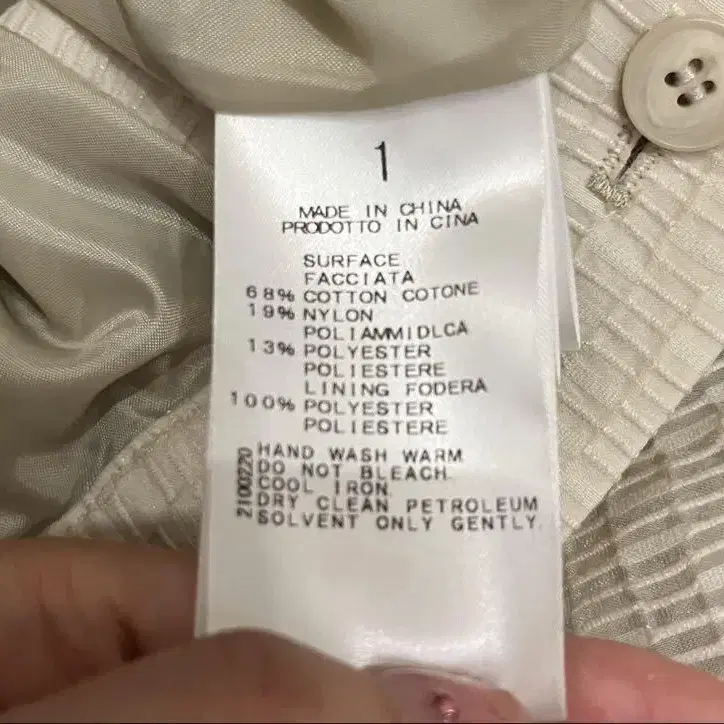 1
MADE IN CHINA
PRODOTTO IN CINA
SURFACE
FACCIATA
68% COTTON COTONE
19% NYLON
POLIAMMIDLCA
13% POLYESTER
POLIESTERE
LINING FODERA
100% POLYESTER
POLIESTERE
HAND WASH WARM
DO NOT BLEACH.
COOL IRON.
DRY CLEAN PETROLEUM
SOLVENT ONLY GENTLY.
2100220